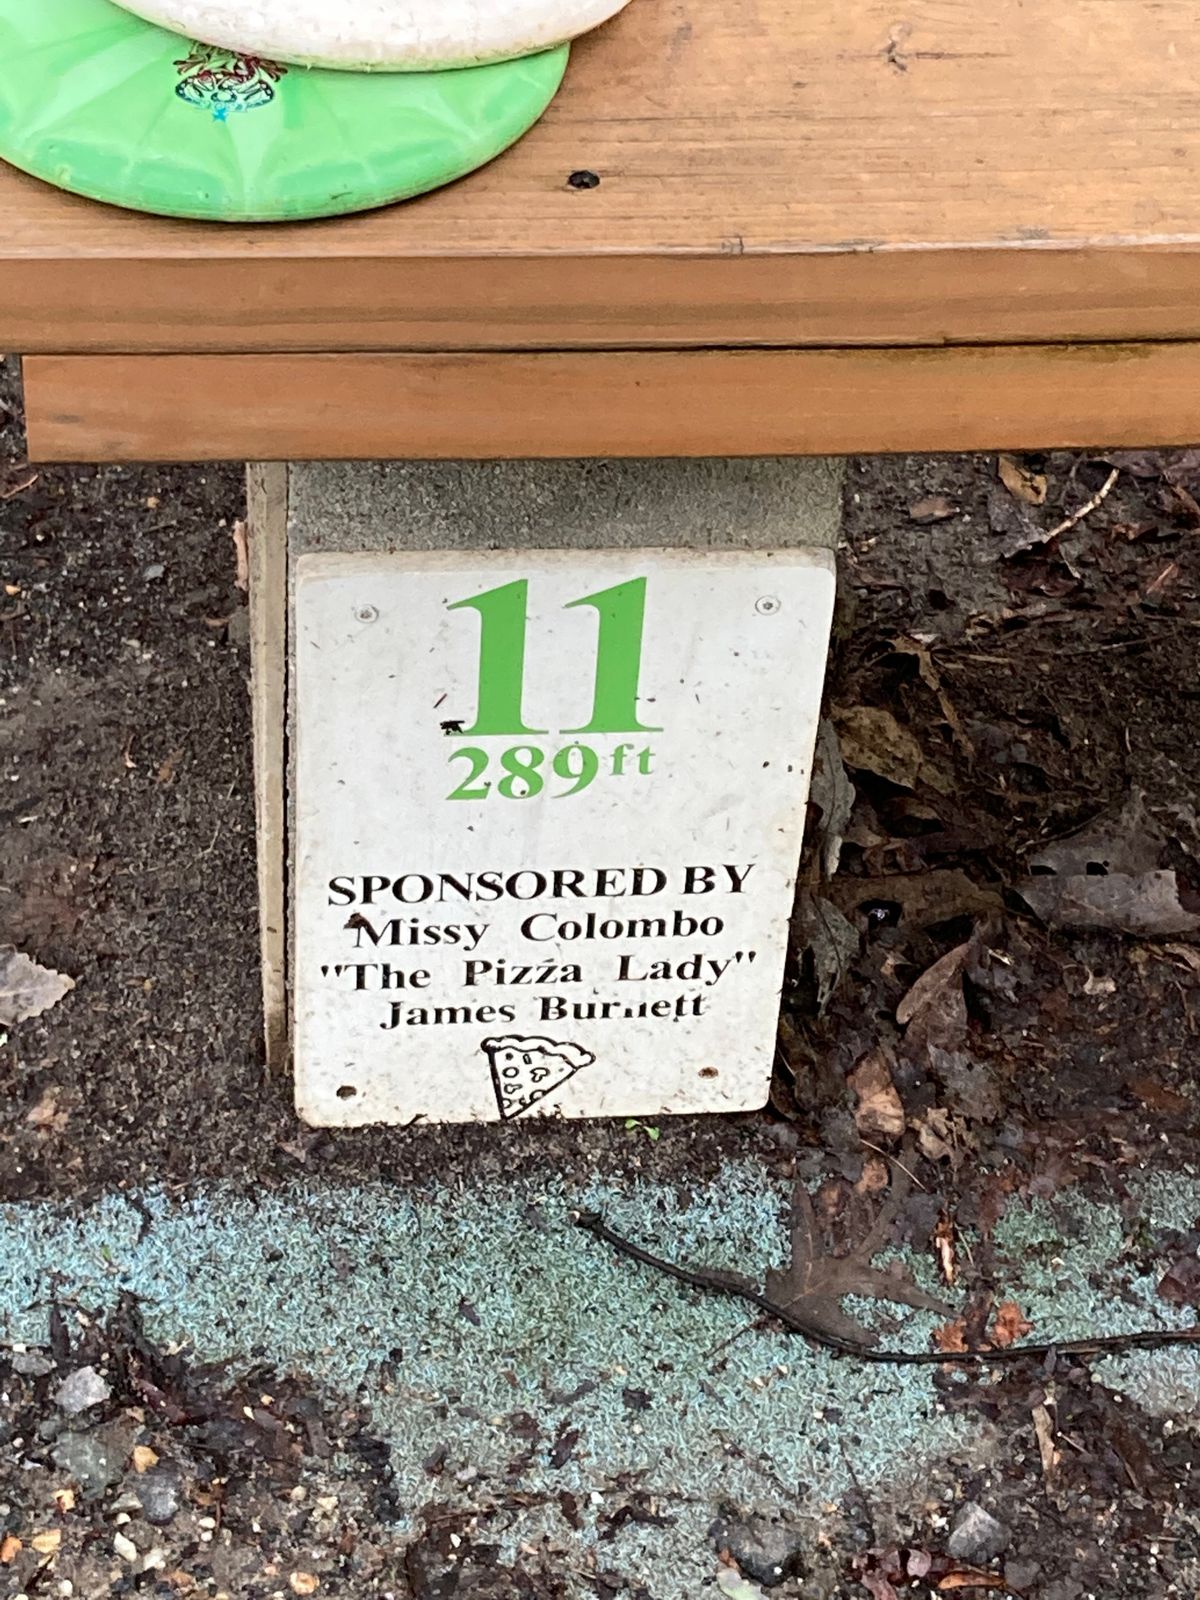 11
289ft
SPONSORED BY
Missy Colombo
"The Pizza Lady"
James Burnett